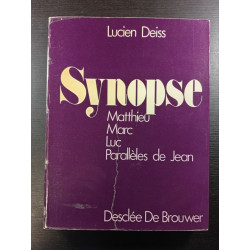 Lucien Deiss
Synopse
Matthieu
Marc
Luc
Parallèles de Jean
Desclée De Brouwer